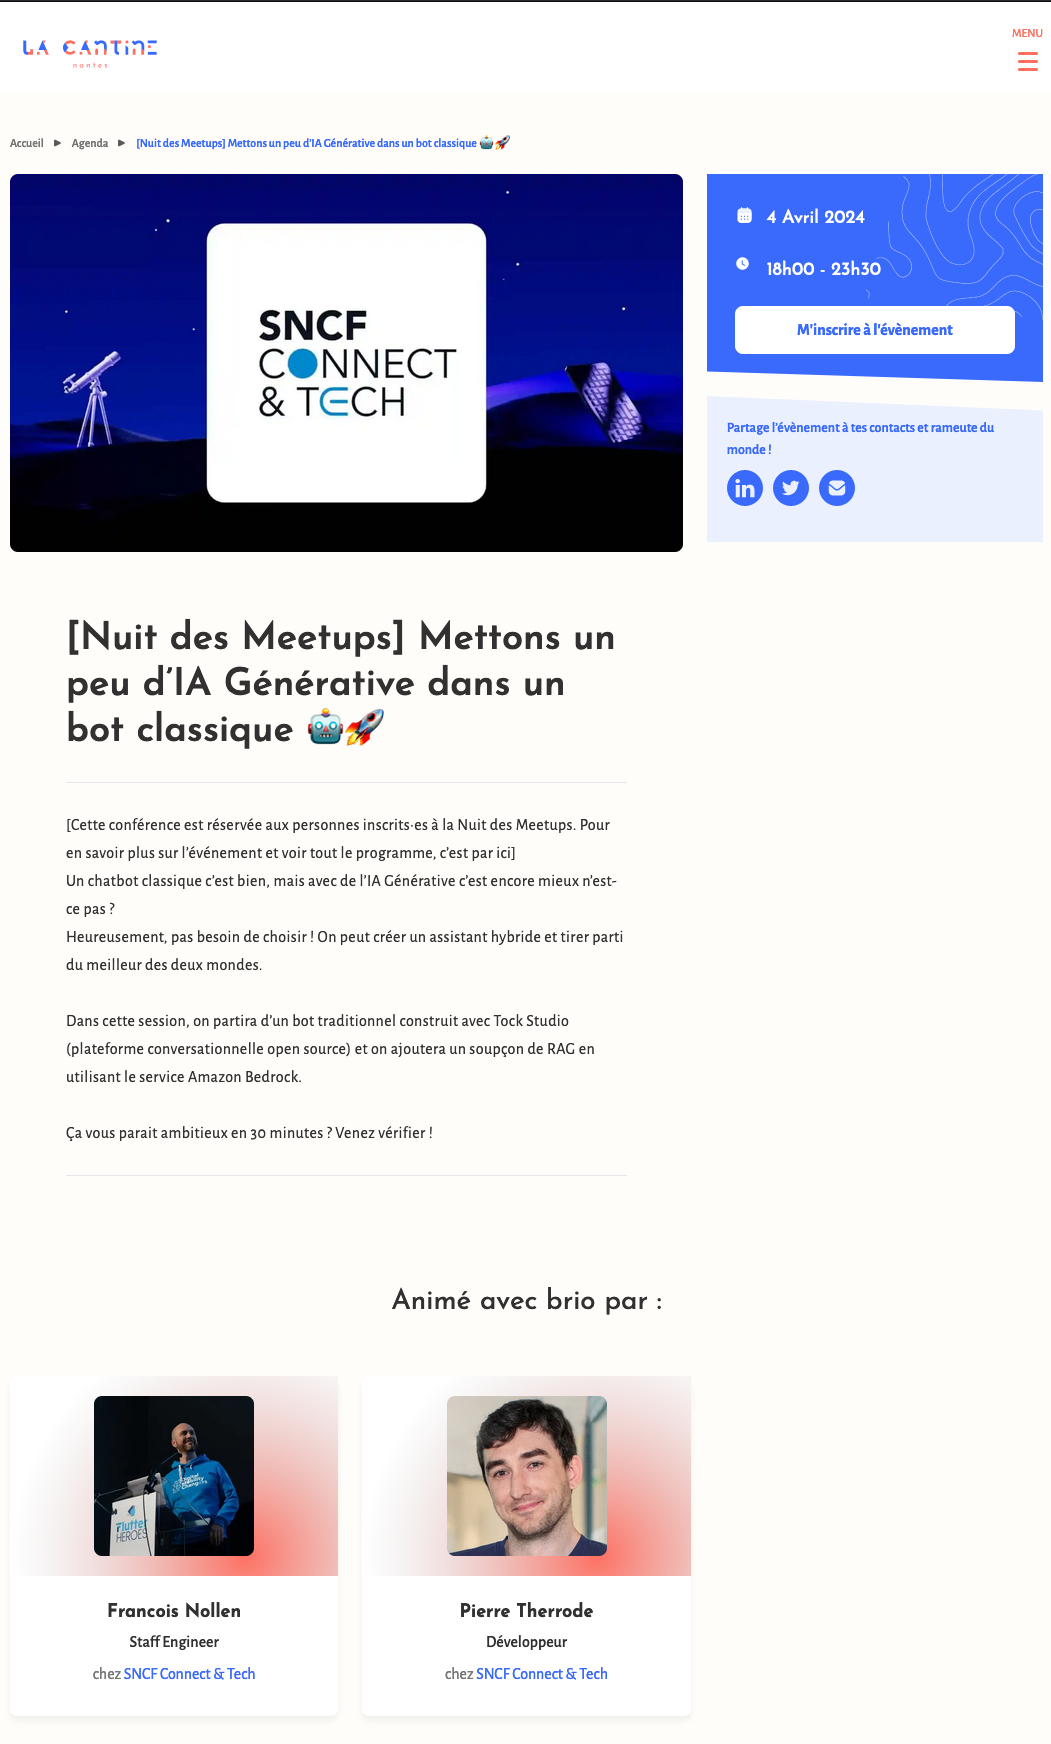 LA CANTINE
nantes
MENU
Accueil ► Agenda ► [Nuit des Meetups] Mettons un peu d’IA Générative dans un bot classique 🤖🚀
SNCF
CONNECT
& TECH
4 Avril 2024
18h00 - 23h30
M'inscrire à l'évènement
Partage l’évènement à tes contacts et rameute du
monde !
[Nuit des Meetups] Mettons un
peu d’IA Générative dans un
bot classique 🤖🚀
[Cette conférence est réservée aux personnes inscrits·es à la Nuit des Meetups. Pour
en savoir plus sur l’événement et voir tout le programme, c’est par ici]
Un chatbot classique c’est bien, mais avec de l’IA Générative c’est encore mieux n’est-
ce pas ?
Heureusement, pas besoin de choisir ! On peut créer un assistant hybride et tirer parti
du meilleur des deux mondes.
Dans cette session, on partira d’un bot traditionnel construit avec Tock Studio
(plateforme conversationnelle open source) et on ajoutera un soupçon de RAG en
utilisant le service Amazon Bedrock.
Ça vous parait ambitieux en 30 minutes ? Venez vérifier !
Animé avec brio par :
Flutter
HEROES
Francois Nollen
Staff Engineer
chez SNCF Connect & Tech
Pierre Therrode
Développeur
chez SNCF Connect & Tech